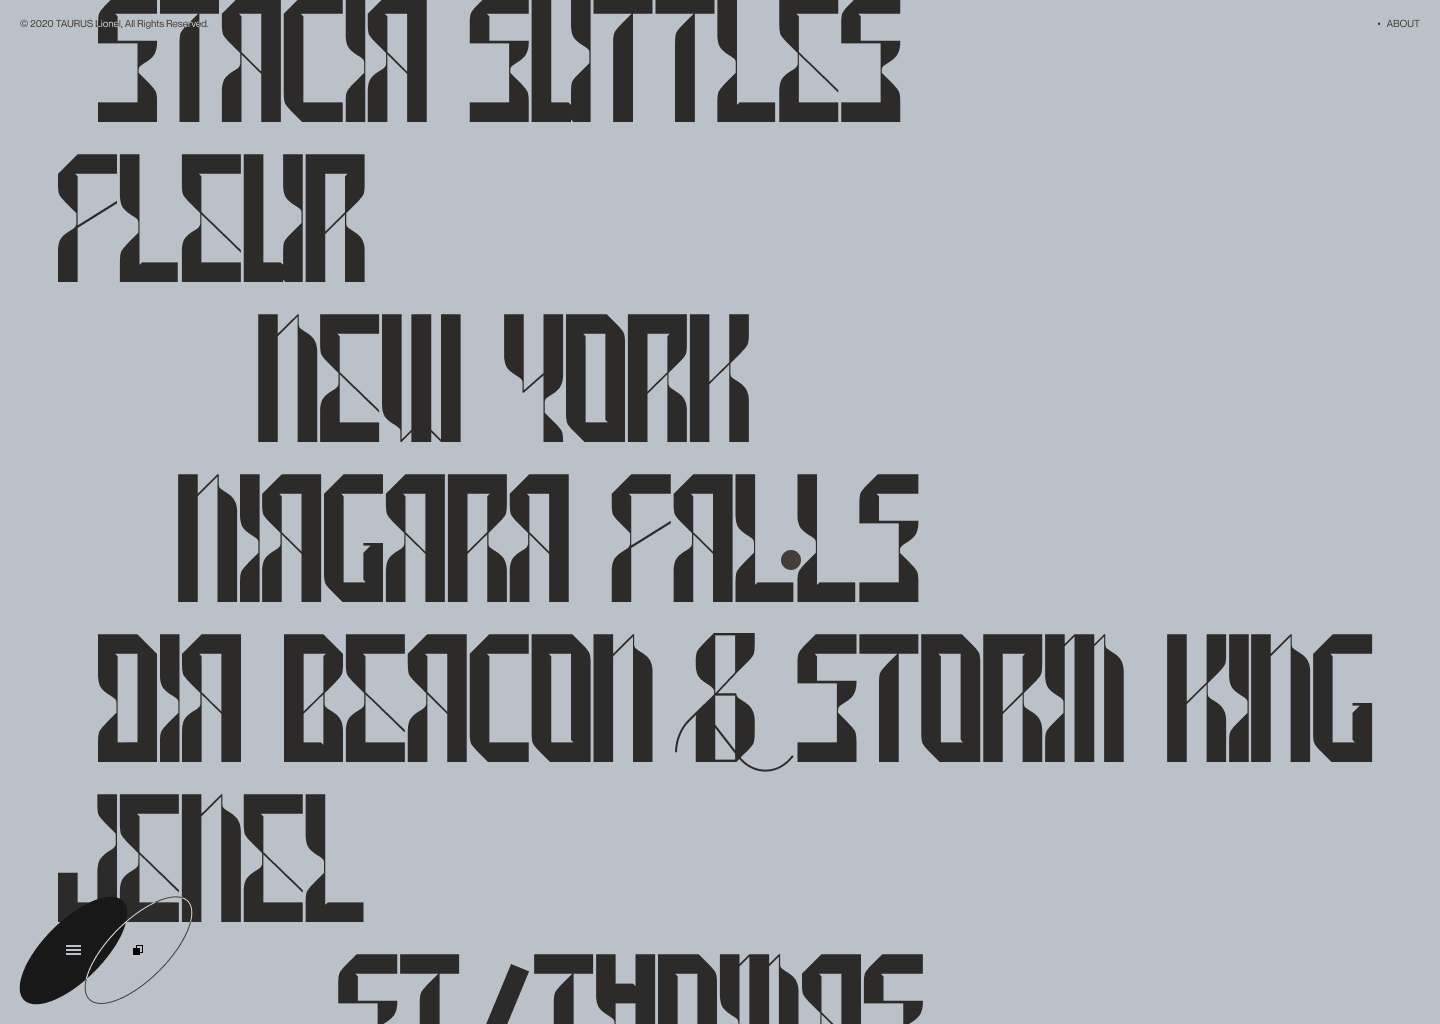 © 2020 TAURUS Lionel, All Rights Reserved.
• ABOUT
STACIA SUTTLES
FLEUR
NEW YORK
NIAGARA FALLS
DIA BEACON & STORM KING
JENEL
ST/THOMAS